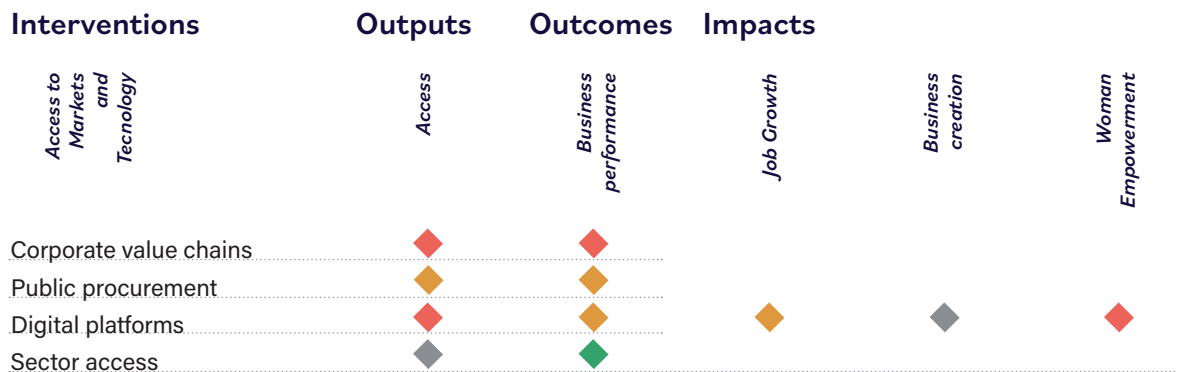 Interventions Outputs Outcomes Impacts
Access to
Markets
and
Tecnology
Access
Business
performance
Job Growth
Business
creation
Woman
Empowerment
Corporate value chains
Public procurement
Digital platforms
Sector access